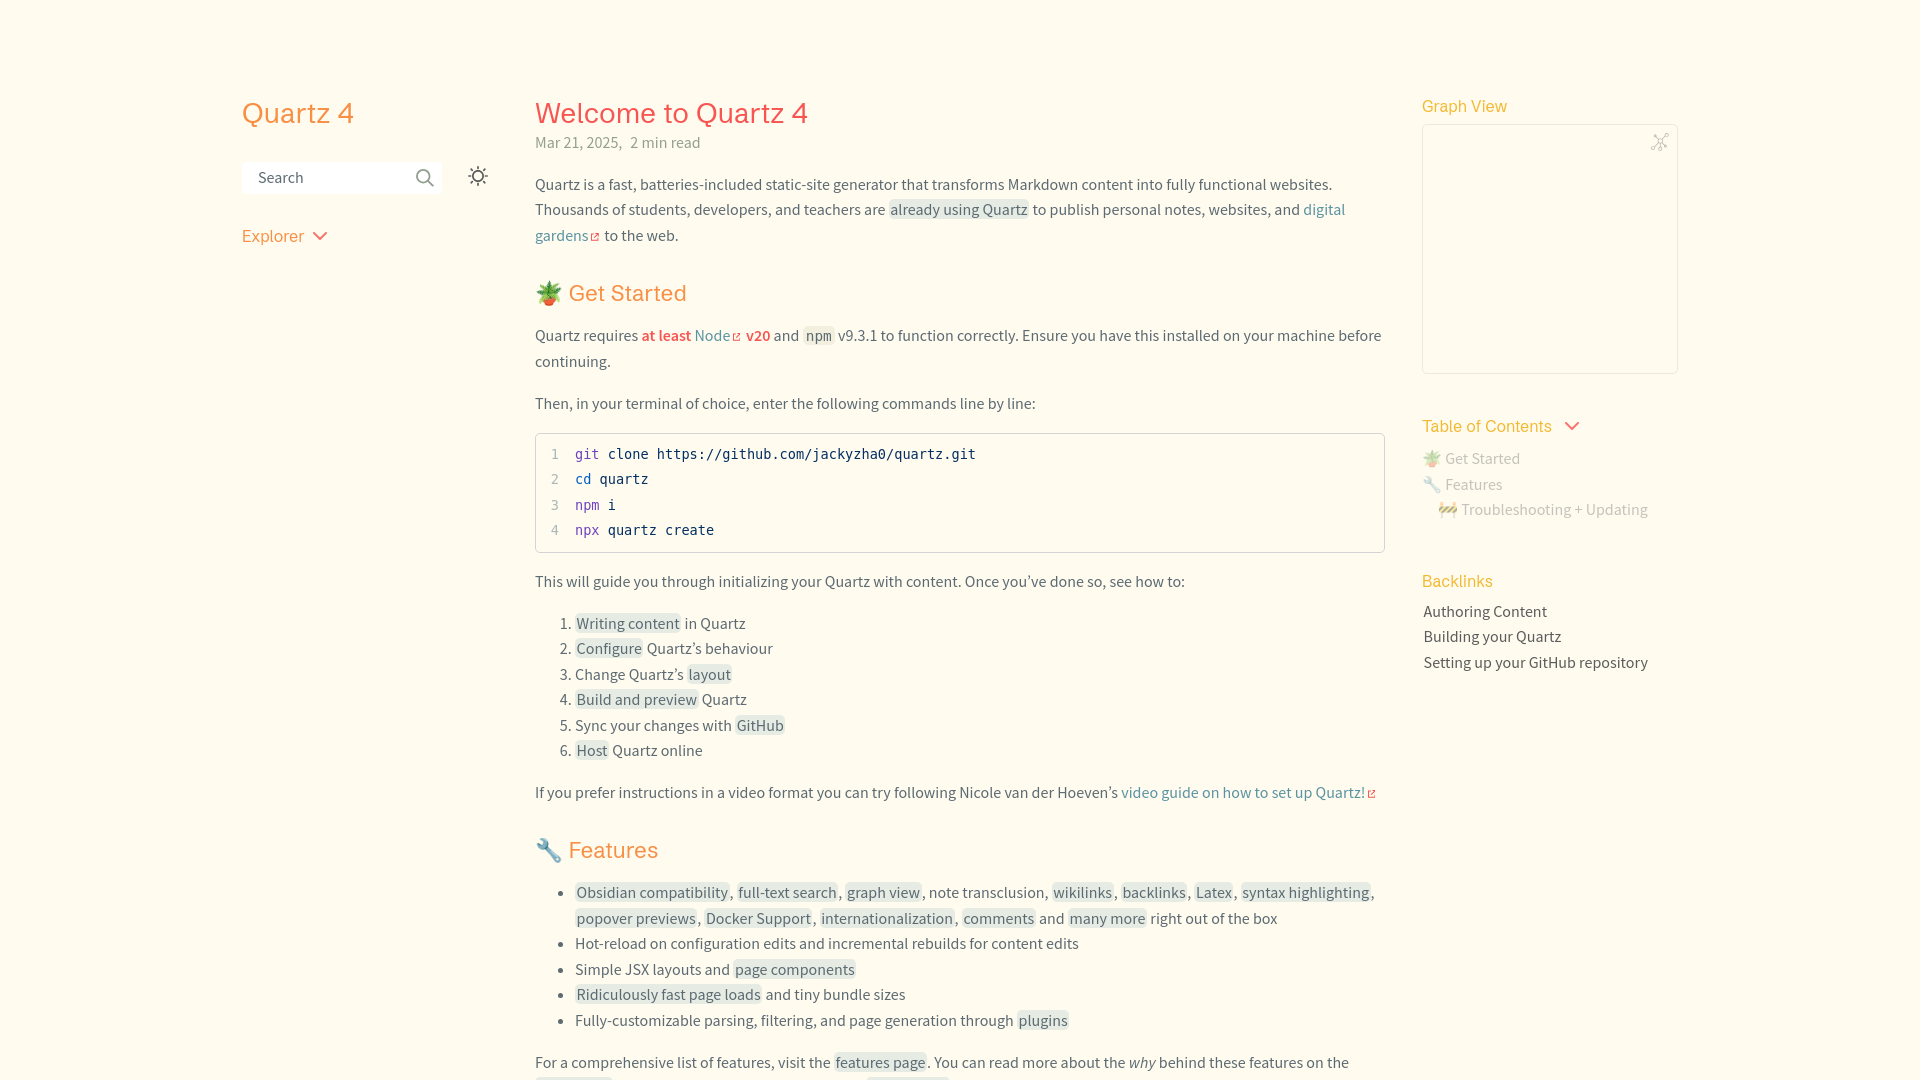 Quartz 4
Search
Explorer
Welcome to Quartz 4
Mar 21, 2025, 2 min read
Quartz is a fast, batteries-included static-site generator that transforms Markdown content into fully functional websites.
Thousands of students, developers, and teachers are already using Quartz to publish personal notes, websites, and digital
gardens to the web.
🪴 Get Started
Quartz requires at least Node v20 and npm v9.3.1 to function correctly. Ensure you have this installed on your machine before
continuing.
Then, in your terminal of choice, enter the following commands line by line:
1 git clone https://github.com/jackyzha0/quartz.git
2 cd quartz
3 npm i
4 npx quartz create
This will guide you through initializing your Quartz with content. Once you’ve done so, see how to:
1. Writing content in Quartz
2. Configure Quartz’s behaviour
3. Change Quartz’s layout
4. Build and preview Quartz
5. Sync your changes with GitHub
6. Host Quartz online
If you prefer instructions in a video format you can try following Nicole van der Hoeven’s video guide on how to set up Quartz!
🔧 Features
• Obsidian compatibility, full-text search, graph view, note transclusion, wikilinks, backlinks, Latex, syntax highlighting,
popover previews, Docker Support, internationalization, comments and many more right out of the box
• Hot-reload on configuration edits and incremental rebuilds for content edits
• Simple JSX layouts and page components
• Ridiculously fast page loads and tiny bundle sizes
• Fully-customizable parsing, filtering, and page generation through plugins
For a comprehensive list of features, visit the features page. You can read more about the why behind these features on the
Graph View
Table of Contents
🪴 Get Started
🔧 Features
🚧 Troubleshooting + Updating
Backlinks
Authoring Content
Building your Quartz
Setting up your GitHub repository